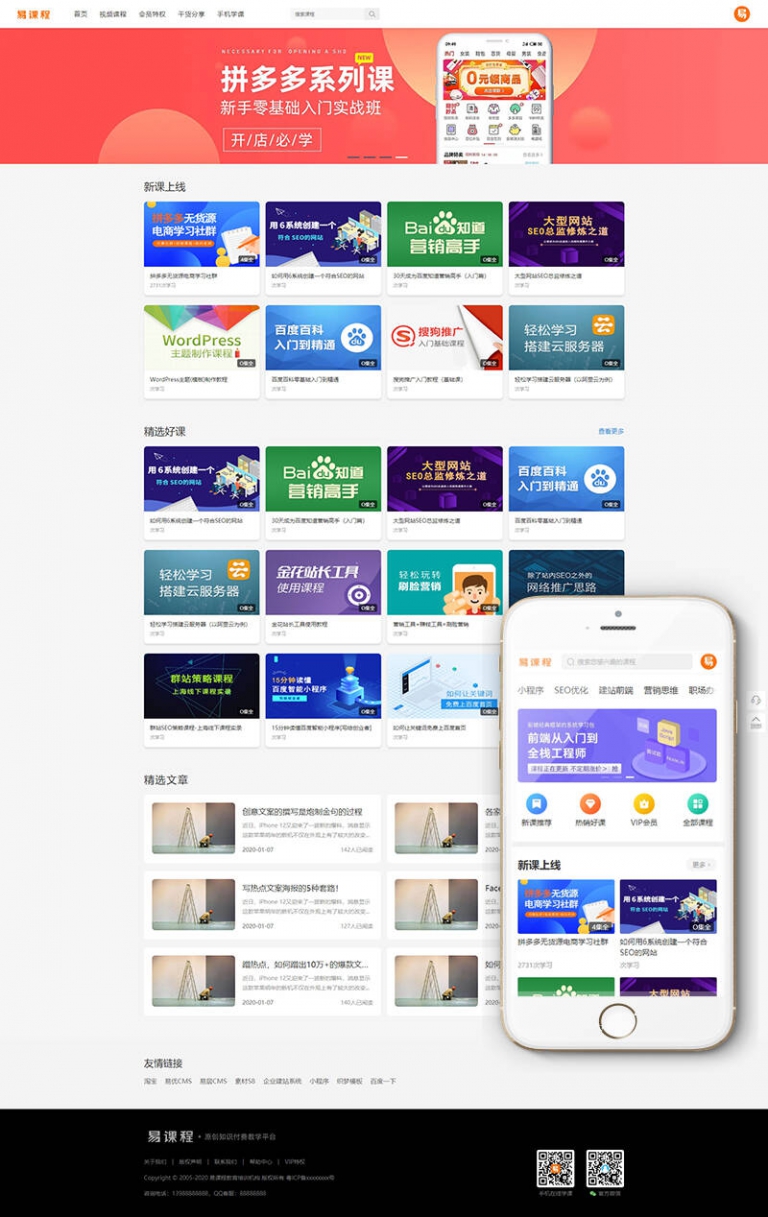 易课程
首页 视频课程 会员特权 干货分享 手机学课
搜索课程
易
NECESSARY FOR OPENING A SHO
NEW
拼多多系列课
新手零基础入门实战班
开/店/必/学
0元领商品
新课上线
拼多多无货源
电商学习社群
4集全
用6系统创建一个
符合SEO的网站
0集全
Bai du 知道
营销高手
0集全
大型网站
SEO总监修炼之道
0集全
拼多多无货源电商学习社群
2731次学习
如何用6系统创建一个符合SEO的网站
次学习
30天成为百度知道营销高手（入门篇）
次学习
大型网站SEO总监修炼之道
次学习
WordPress
主题制作课程
0集全
百度百科
入门到精通
du
0集全
搜狗推广
入门基础课程
0集全
轻松学习
搭建云服务器
0集全
WordPress主题(模板)制作教程
次学习
百度百科零基础入门到精通
次学习
搜狗推广入门教程（基础课）
次学习
轻松学习搭建云服务器（以阿里云为例）
次学习
精选好课
查看更多
用6系统创建一个
符合SEO的网站
0集全
Bai du 知道
营销高手
0集全
大型网站
SEO总监修炼之道
0集全
百度百科
入门到精通
du
0集全
如何用6系统创建一个符合SEO的网站
次学习
30天成为百度知道营销高手（入门篇）
次学习
大型网站SEO总监修炼之道
次学习
百度百科零基础入门到精通
次学习
轻松学习
搭建云服务器
0集全
金花站长工具
使用课程
0集全
轻松玩转
刷脸营销
0集全
除了站内SEO之外的
网络推广思路
轻松学习搭建云服务器（以阿里云为例）
次学习
金花站长工具使用教程
次学习
营销工具+赚钱工具+刷脸营销
次学习
群站策略课程
上海线下课程实录
0集全
15分钟读懂
百度智能小程序
0集全
如何让关键词
免费上百度首页
群站SEO策略课程-上海线下课程实录
次学习
15分钟读懂百度智能小程序[写给创业者]
次学习
如何让关键词免费上百度首页
次学习
精选文章
创意文案的撰写是炮制金句的过程
近日，iPhone 12又迎来了一波新的爆料，消息显示
2020-01-07 142人已阅读
各家
写热点文案海报的5种套路！
近日，iPhone 12又迎来了一波新的爆料，消息显示
2020-01-07 127人已阅读
Face
蹭热点，如何蹭出10万+的爆款文...
近日，iPhone 12又迎来了一波新的爆料，消息显示
2020-01-07 140人已阅读
如何
易课程
搜索您感兴趣的课程
易
小程序 SEO优化 建站前端 营销思维 职场办
前端从入门到
全栈工程师
课程正在更新 不定期涨价>|抢
Java Script
新课推荐 热销好课 VIP会员 全部课程
新课上线
更多
拼多多无货源
电商学习社群
4集全
用6系统创建一个
符合SEO的网站
0集全
拼多多无货源电商学习社群
如何用6系统创建一个符合
SEO的网站
2731次学习
次学习
大型网站
友情链接
淘宝 易优CMS 易居CMS 素材58 企业建站系统 小程序 织梦模板 百度一下
易课程 • 原创知识付费教学平台
关于我们 | 版权声明 | 联系我们 | 帮助中心 | VIP特权
Copyright © 2005-2020 易课程教育培训机构 版权所有 粤ICP备xxxxxxxx号
咨询电话：13588888888，QQ客服：88888888
手机在线学课
官方微信